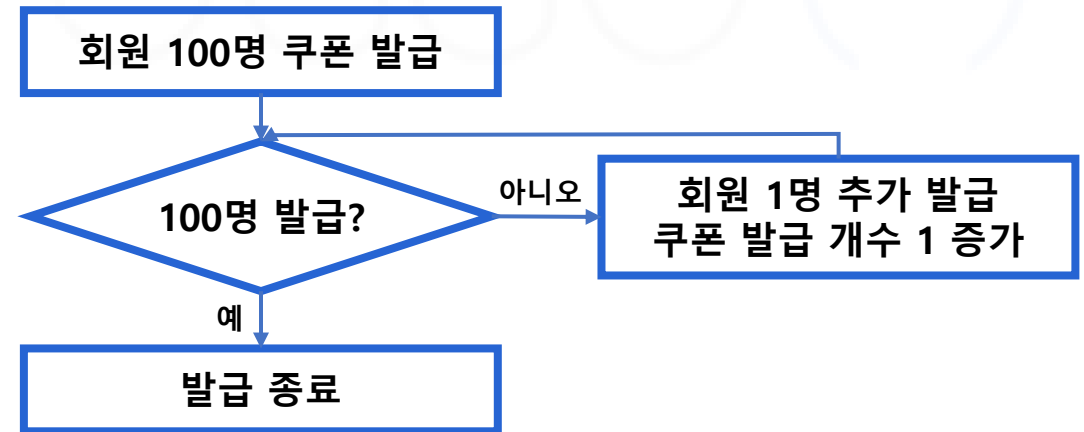 회원 100명 쿠폰 발급
100명 발급?
아니오
회원 1명 추가 발급
쿠폰 발급 개수 1 증가
예
발급 종료